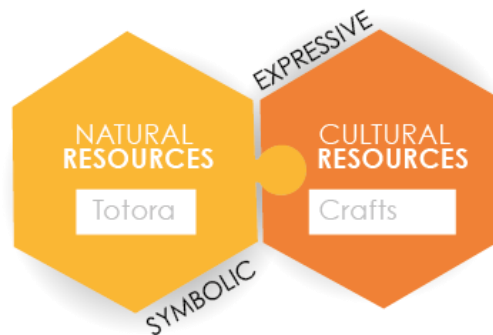 EXPRESSIVE
NATURAL
RESOURCES
Totora
CULTURAL
RESOURCES
Crafts
SYMBOLIC